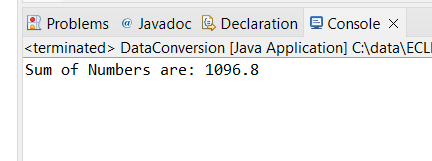 Problems @ Javadoc Declaration Console
<terminated> DataConversion [Java Application] C:\data\ECLI
Sum of Numbers are: 1096.8